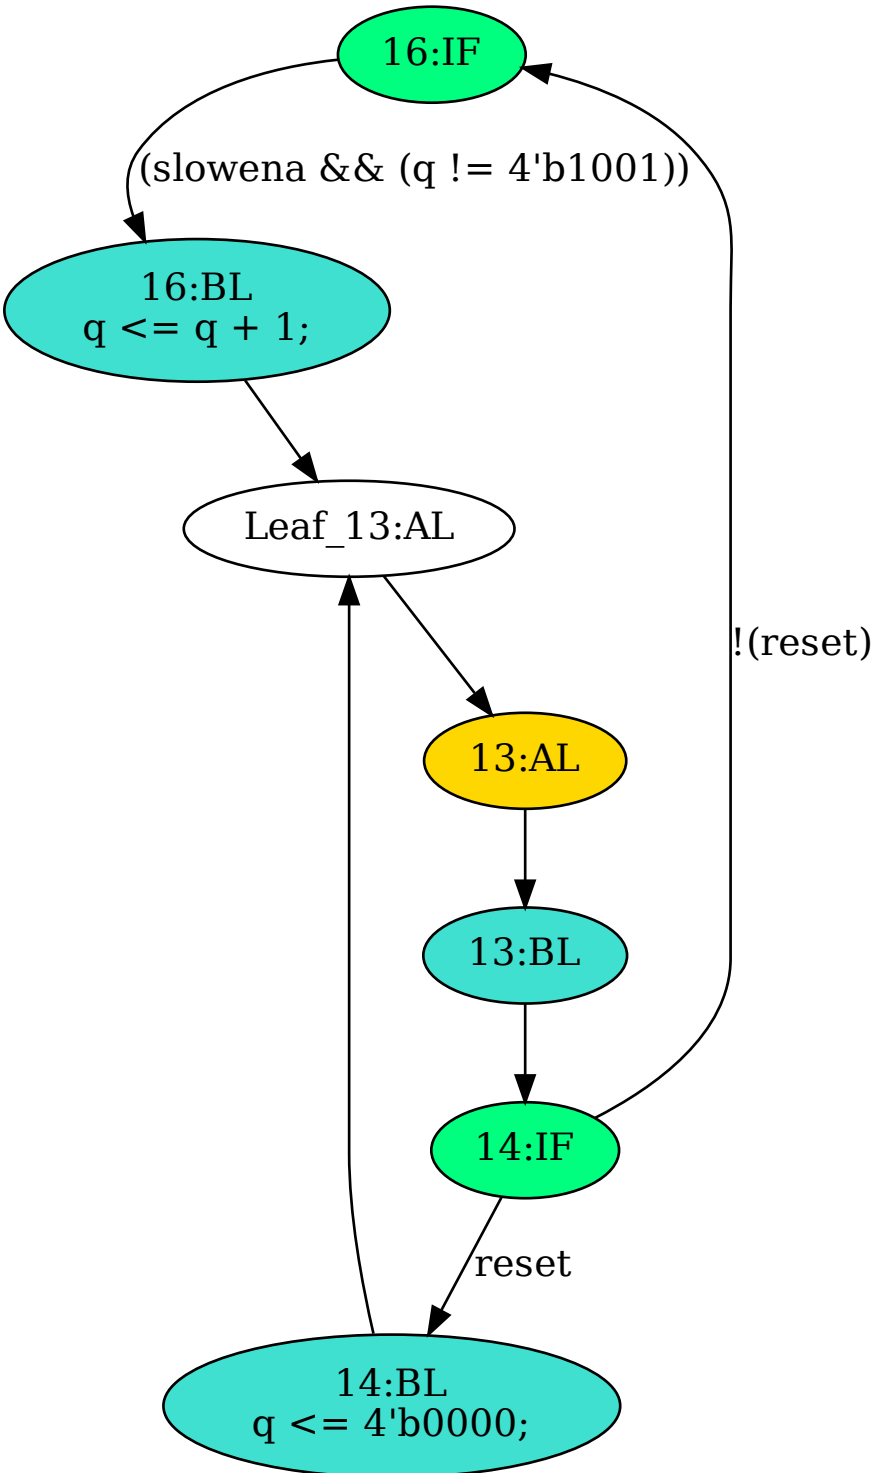 16:IF
(slowena && (q != 4'b1001))
16:BL
q <= q + 1;
Leaf_13:AL
!(reset)
13:AL
13:BL
14:IF
reset
14:BL
q <= 4'b0000;